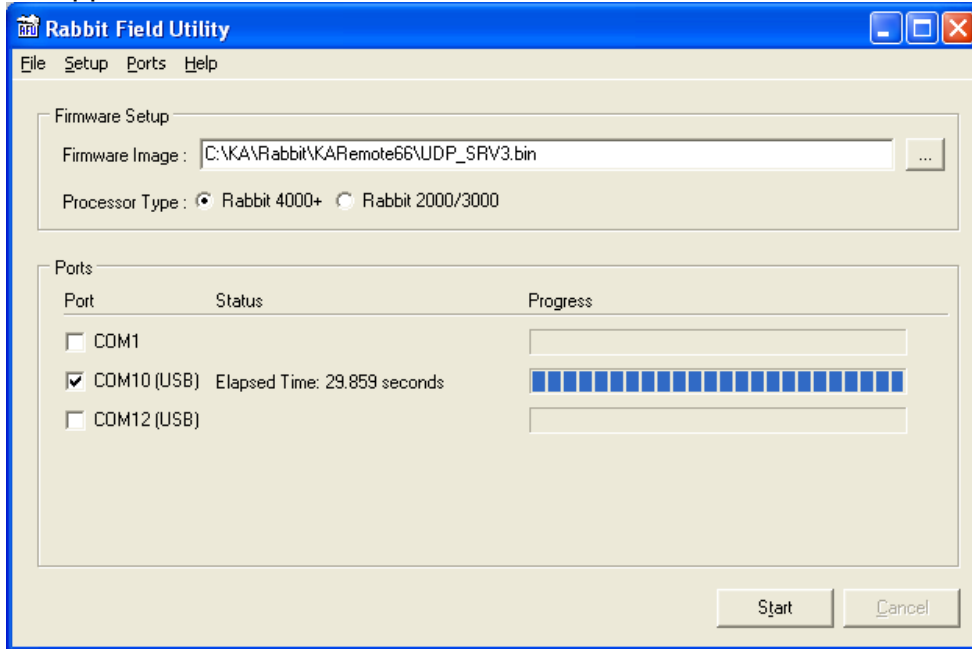 Rabbit Field Utility
File Setup Ports Help
Firmware Setup
Firmware Image : C:\KA\Rabbit\KARemote66\UDP_SRV3.bin ...
Processor Type : Rabbit 4000+ Rabbit 2000/3000
Ports
Port Status Progress
COM1
COM10 (USB) Elapsed Time: 29.859 seconds
COM12 (USB)
Start Cancel